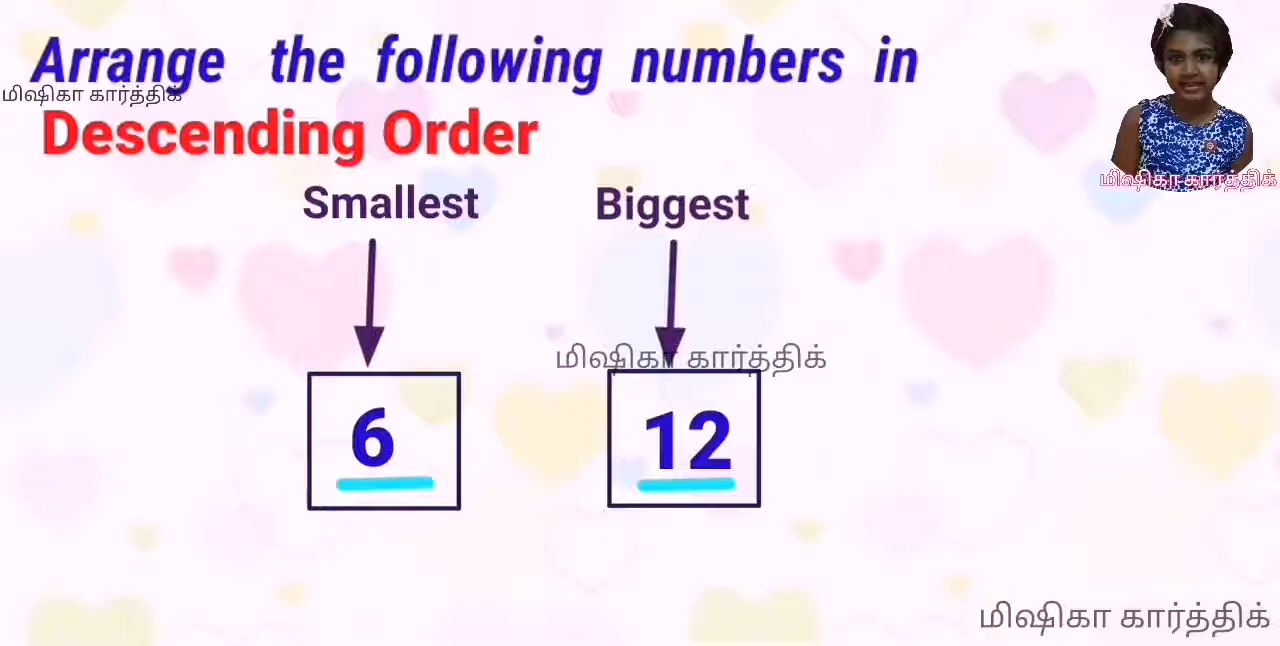 Arrange the following numbers in
மிஷிகா கார்த்திக்
Descending Order
மிஷிகா கார்த்திக்
Smallest Biggest
மிஷிகா கார்த்திக்
6 12
மிஷிகா கார்த்திக்